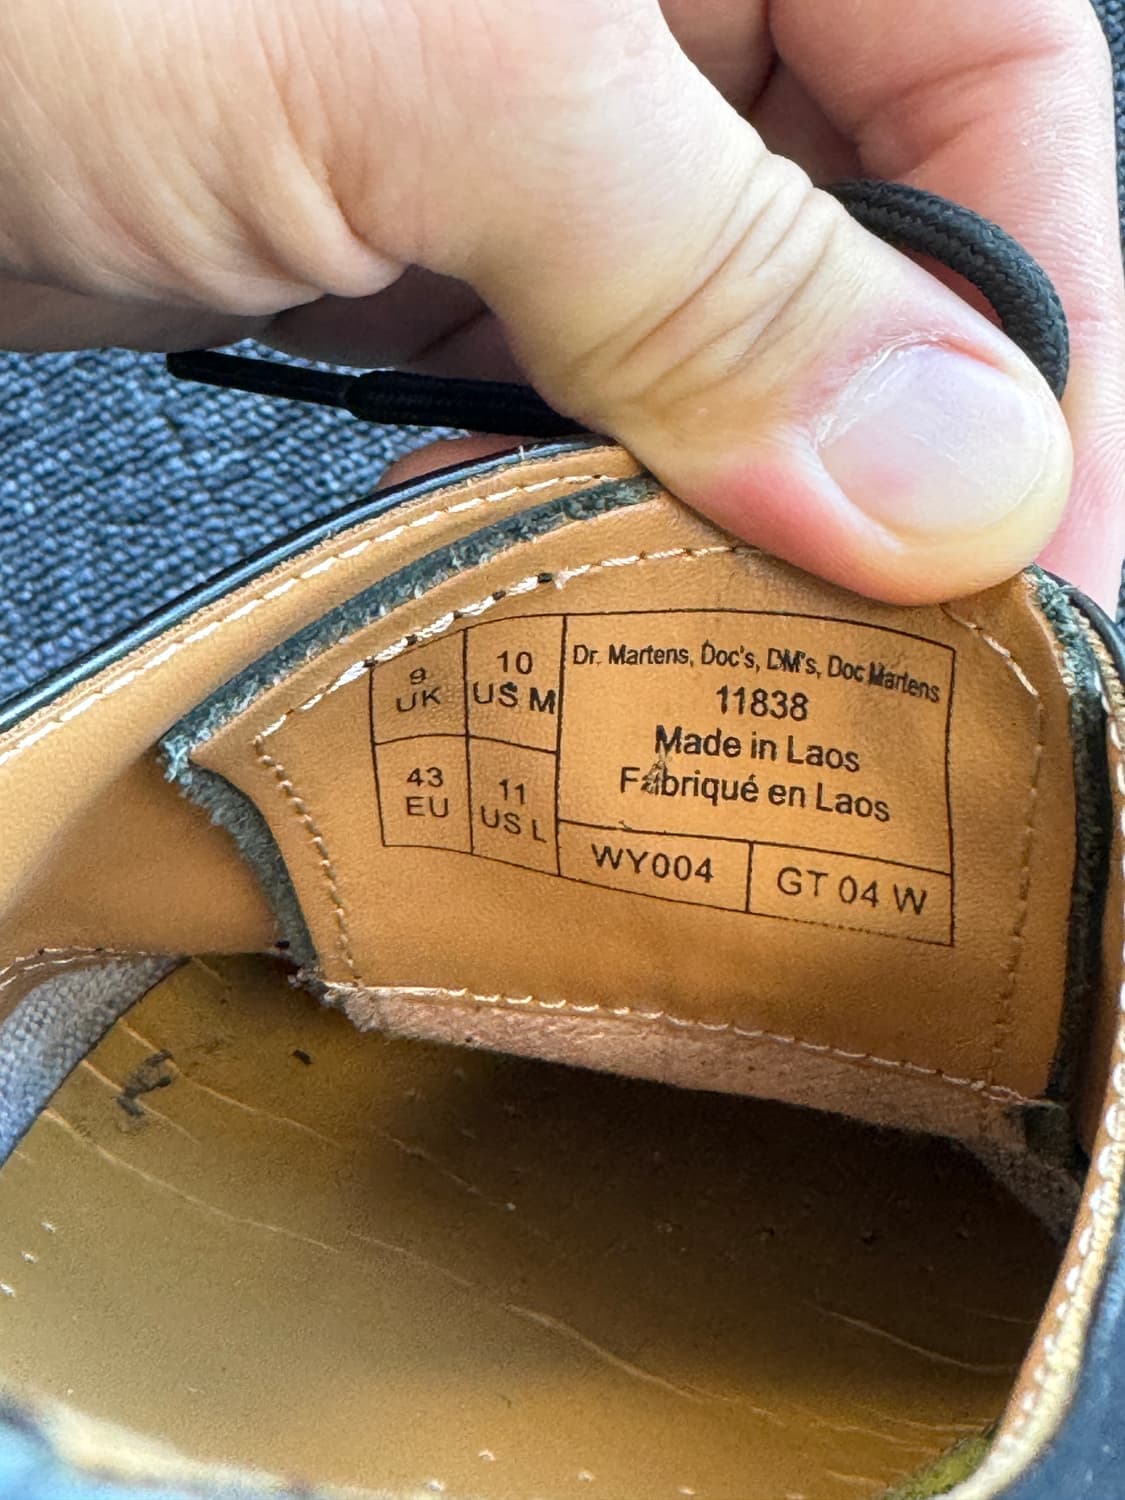 9
UK
10
US M
43
EU
11
US L
Dr. Martens, Doc's, DM's, Doc Martens
11838
Made in Laos
Fabriqué en Laos
WY004
GT 04 W